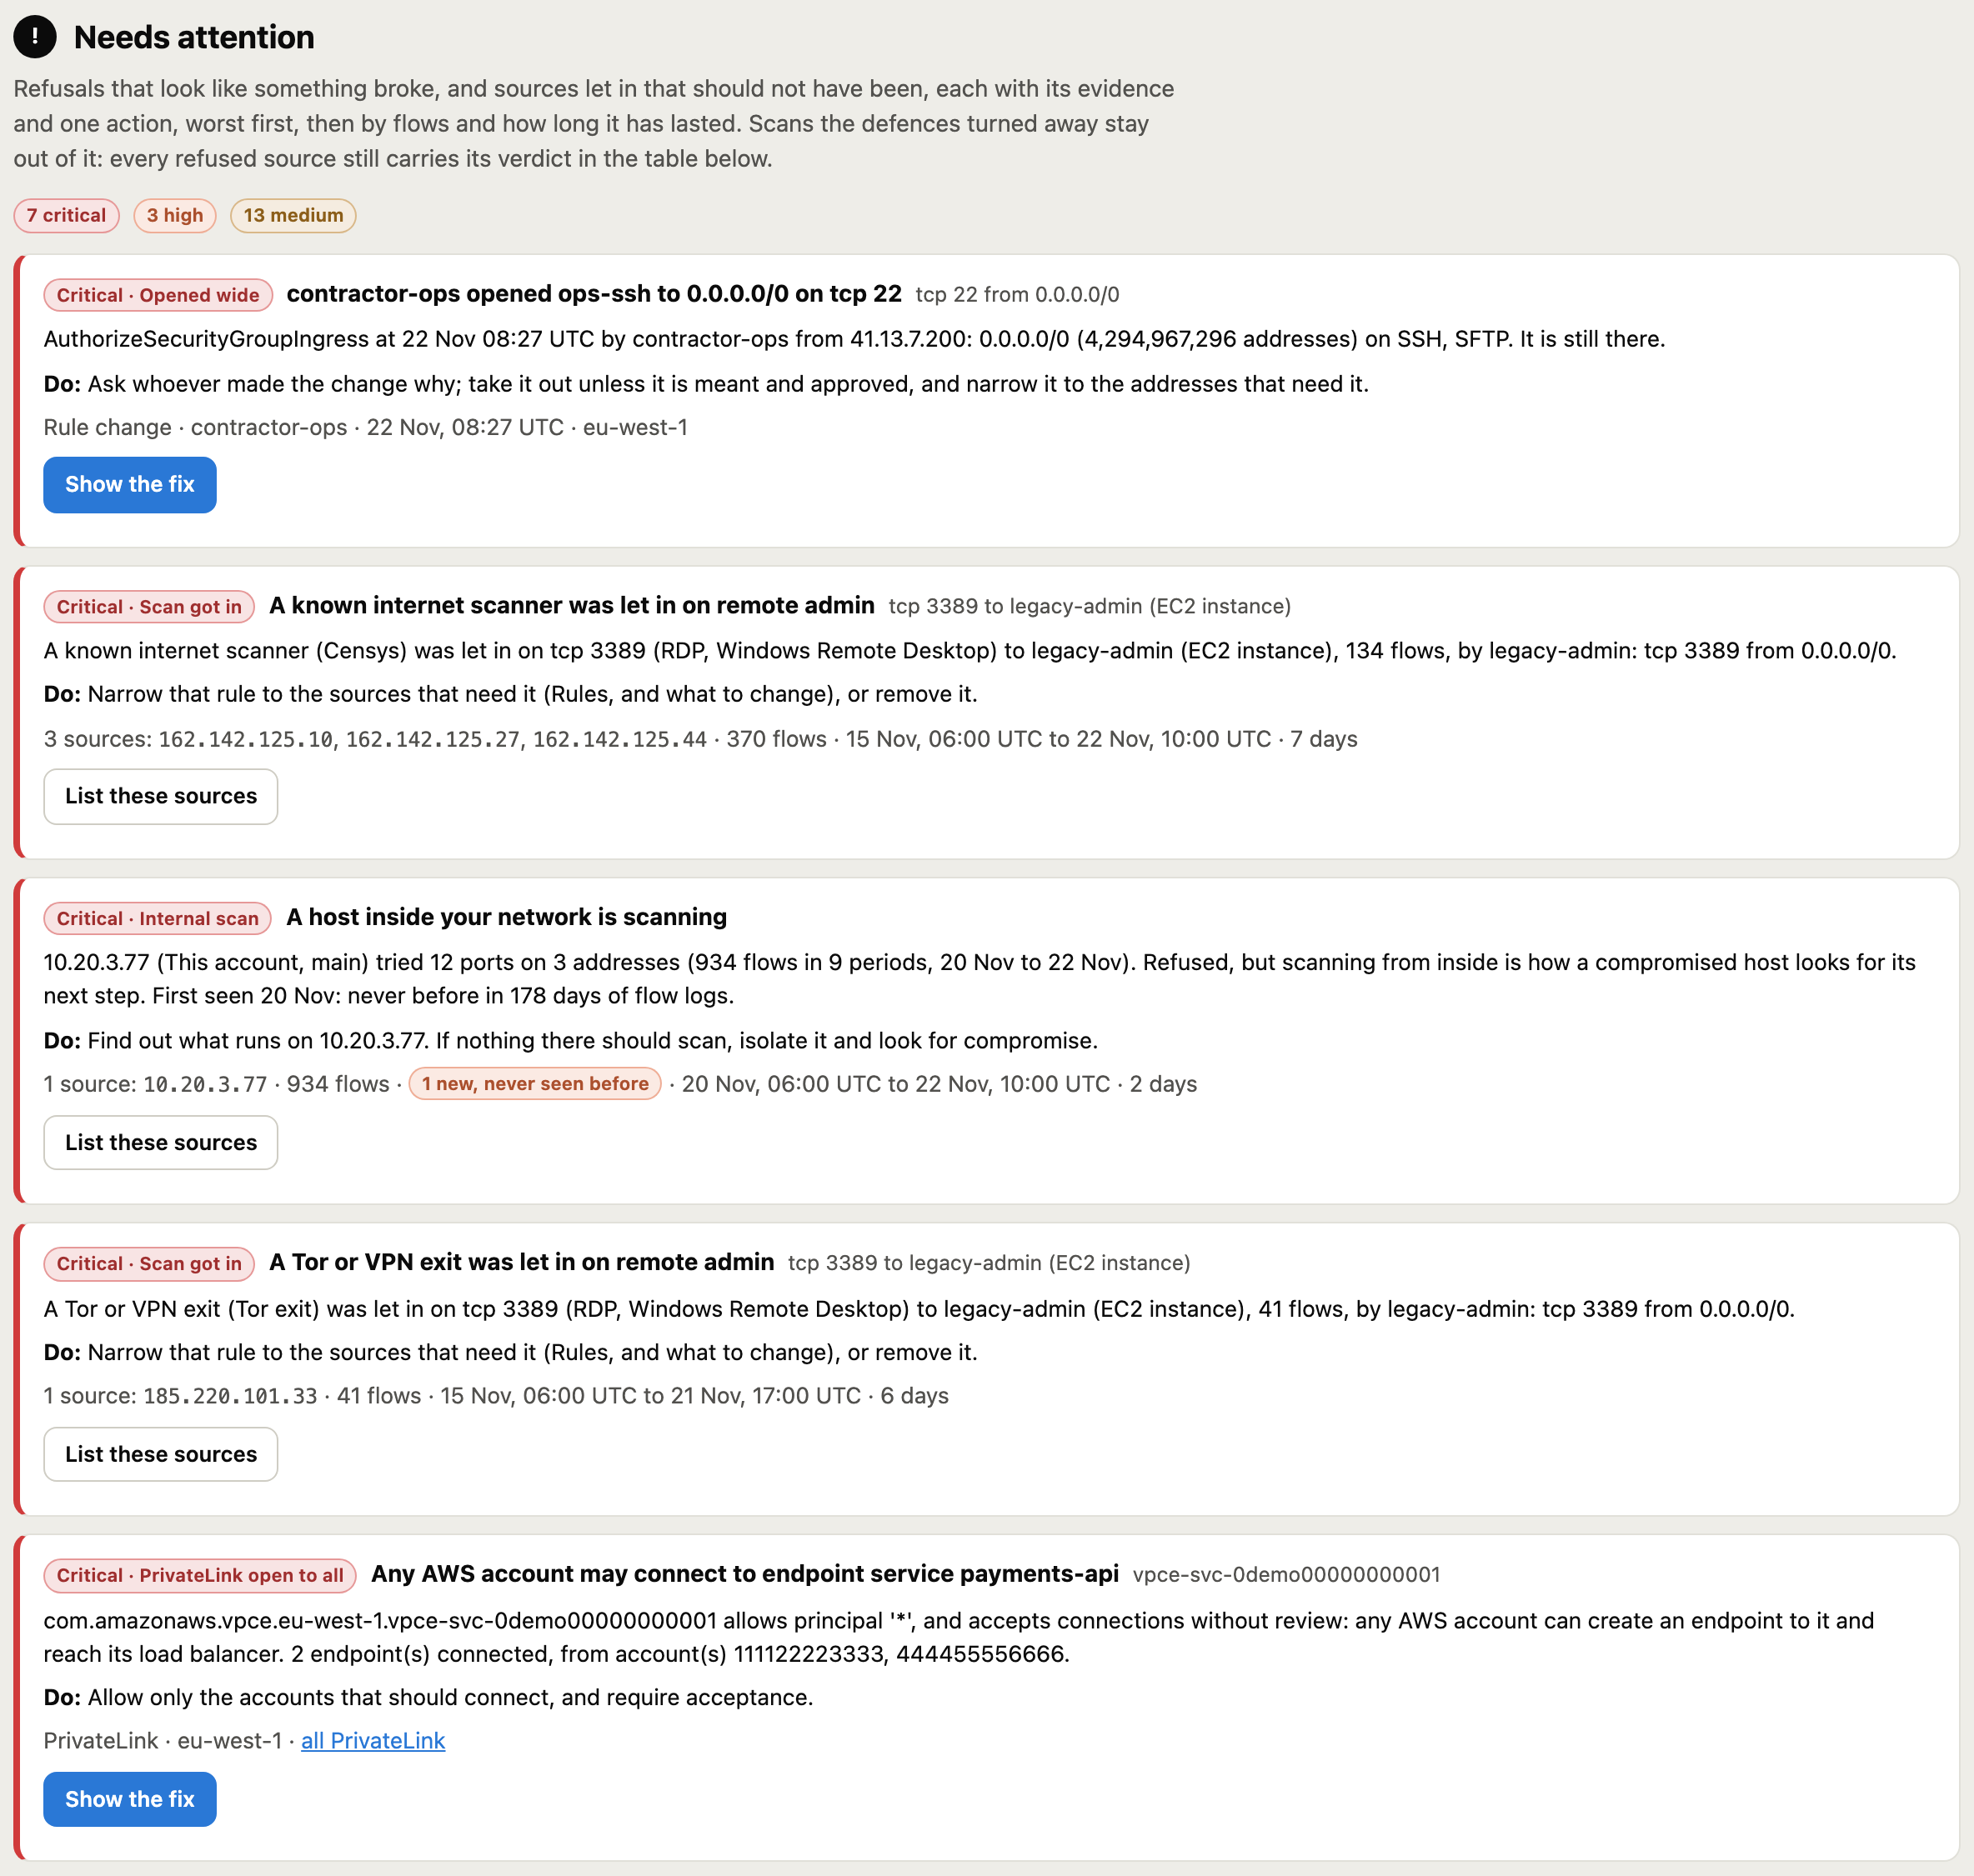 ! Needs attention
Refusals that look like something broke, and sources let in that should not have been, each with its evidence
and one action, worst first, then by flows and how long it has lasted. Scans the defences turned away stay
out of it: every refused source still carries its verdict in the table below.
7 critical 3 high 13 medium
Critical · Opened wide contractor-ops opened ops-ssh to 0.0.0.0/0 on tcp 22 tcp 22 from 0.0.0.0/0
AuthorizeSecurityGroupIngress at 22 Nov 08:27 UTC by contractor-ops from 41.13.7.200: 0.0.0.0/0 (4,294,967,296 addresses) on SSH, SFTP. It is still there.
Do: Ask whoever made the change why; take it out unless it is meant and approved, and narrow it to the addresses that need it.
Rule change · contractor-ops · 22 Nov, 08:27 UTC · eu-west-1
Show the fix
Critical · Scan got in A known internet scanner was let in on remote admin tcp 3389 to legacy-admin (EC2 instance)
A known internet scanner (Censys) was let in on tcp 3389 (RDP, Windows Remote Desktop) to legacy-admin (EC2 instance), 134 flows, by legacy-admin: tcp 3389 from 0.0.0.0/0.
Do: Narrow that rule to the sources that need it (Rules, and what to change), or remove it.
3 sources: 162.142.125.10, 162.142.125.27, 162.142.125.44 · 370 flows · 15 Nov, 06:00 UTC to 22 Nov, 10:00 UTC · 7 days
List these sources
Critical · Internal scan A host inside your network is scanning
10.20.3.77 (This account, main) tried 12 ports on 3 addresses (934 flows in 9 periods, 20 Nov to 22 Nov). Refused, but scanning from inside is how a compromised host looks for its
next step. First seen 20 Nov: never before in 178 days of flow logs.
Do: Find out what runs on 10.20.3.77. If nothing there should scan, isolate it and look for compromise.
1 source: 10.20.3.77 · 934 flows · 1 new, never seen before · 20 Nov, 06:00 UTC to 22 Nov, 10:00 UTC · 2 days
List these sources
Critical · Scan got in A Tor or VPN exit was let in on remote admin tcp 3389 to legacy-admin (EC2 instance)
A Tor or VPN exit (Tor exit) was let in on tcp 3389 (RDP, Windows Remote Desktop) to legacy-admin (EC2 instance), 41 flows, by legacy-admin: tcp 3389 from 0.0.0.0/0.
Do: Narrow that rule to the sources that need it (Rules, and what to change), or remove it.
1 source: 185.220.101.33 · 41 flows · 15 Nov, 06:00 UTC to 21 Nov, 17:00 UTC · 6 days
List these sources
Critical · PrivateLink open to all Any AWS account may connect to endpoint service payments-api vpce-svc-0demo00000000001
com.amazonaws.vpce.eu-west-1.vpce-svc-0demo00000000001 allows principal '*', and accepts connections without review: any AWS account can create an endpoint to it and
reach its load balancer. 2 endpoint(s) connected, from account(s) 111122223333, 444455556666.
Do: Allow only the accounts that should connect, and require acceptance.
PrivateLink · eu-west-1 · all PrivateLink
Show the fix